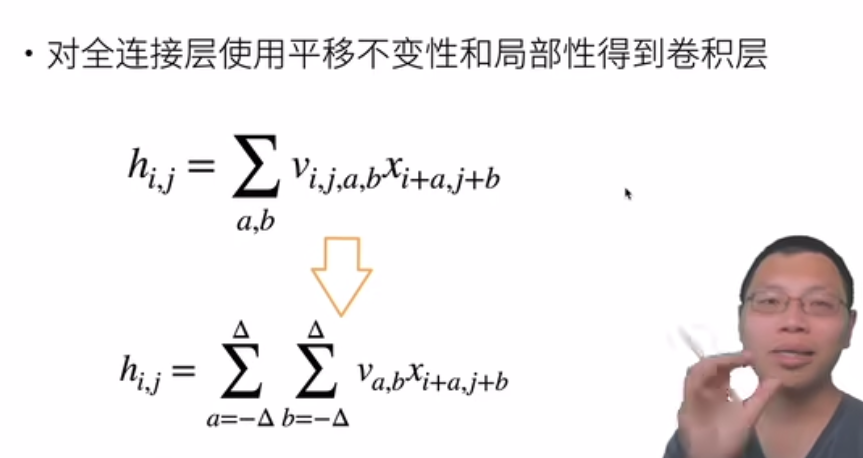 • 对全连接层使用平移不变性和局部性得到卷积层
h_{i,j} = \sum_{a,b} v_{i,j,a,b} x_{i+a,j+b}
h_{i,j} = \sum_{a=-\Delta}^{\Delta} \sum_{b=-\Delta}^{\Delta} v_{a,b} x_{i+a,j+b}